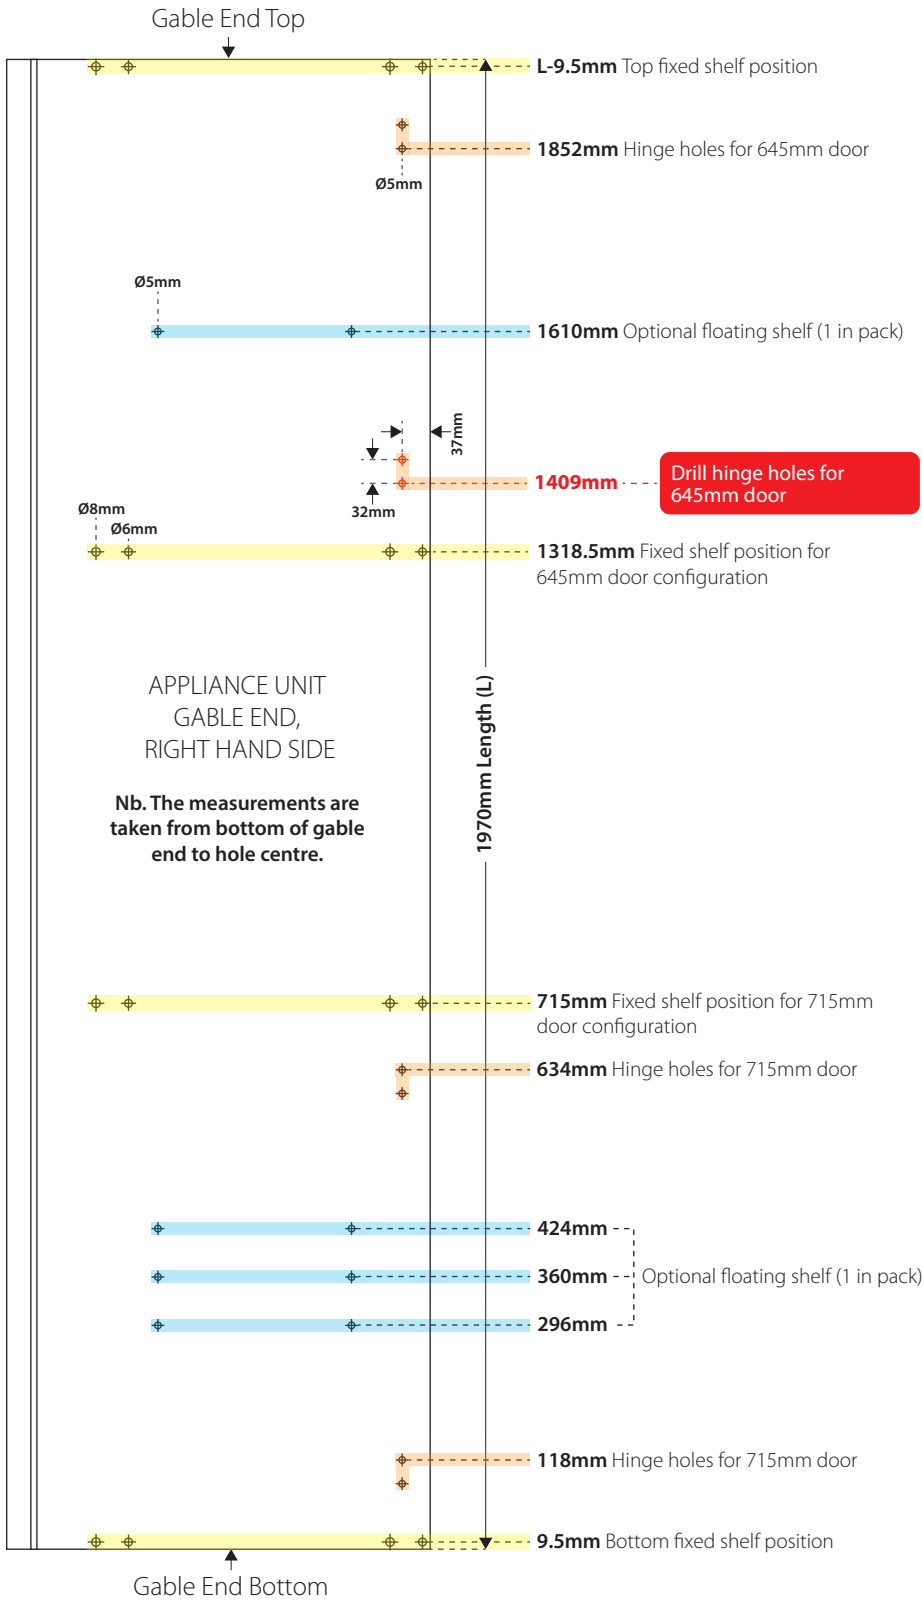 Gable End Top
L-9.5mm Top fixed shelf position
1852mm Hinge holes for 645mm door
Ø5mm
Ø5mm
1610mm Optional floating shelf (1 in pack)
37mm
1409mm
Drill hinge holes for
645mm door
32mm
Ø8mm
Ø6mm
1318.5mm Fixed shelf position for
645mm door configuration
APPLIANCE UNIT
GABLE END,
RIGHT HAND SIDE
1970mm Length (L)
Nb. The measurements are
taken from bottom of gable
end to hole centre.
715mm Fixed shelf position for 715mm
door configuration
634mm Hinge holes for 715mm door
424mm
360mm
Optional floating shelf (1 in pack)
296mm
118mm Hinge holes for 715mm door
9.5mm Bottom fixed shelf position
Gable End Bottom